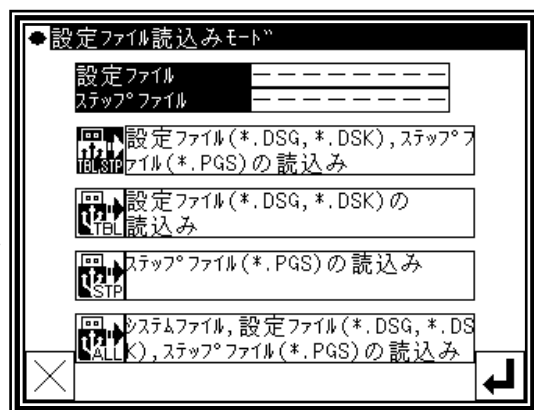 ●設定ファイル読込みモード
設定ファイル －－－－－－－－
ステップファイル －－－－－－－－
TBL.STP 設定ファイル(*.DSG,*.DSK),ステップフ
ァイル(*.PGS)の読込み
設定ファイル(*.DSG,*.DSK)の
TBL 読込み
ステップファイル(*.PGS)の読込み
STP
システムファイル,設定ファイル(*.DSG,*.DS
ALL K),ステップファイル(*.PGS)の読込み